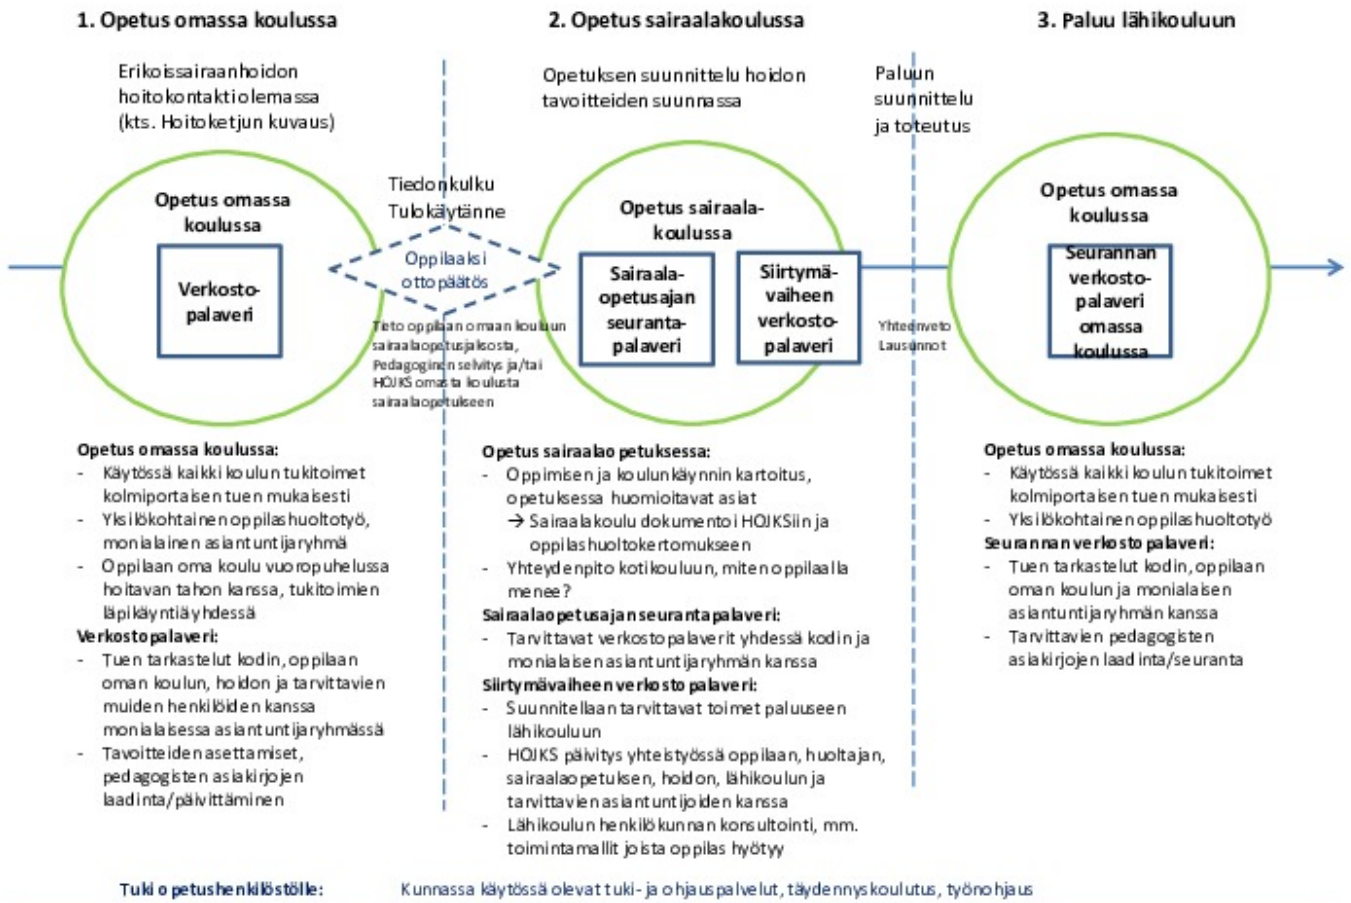 1. Opetus omassa koulussa
2. Opetus sairaalakoulussa
3. Paluu lähikouluun
Erikoissairaanhoidon
hoitokontakti olemassa
(kts. Hoitoketjun kuvaus)
Opetuksen suunnittelu hoidon
tavoitteiden suunnassa
Paluun
suunnittelu
ja toteutus
Opetus omassa
koulussa
Verkosto-
palaveri
Tiedonkulku
Tulokäytänne
Oppilaaksi
ottopäätös
Tieto oppilaan omaan kouluun
sairaalaopetusjaksosta,
Pedagoginen selvitys ja/tai
HOJKS omasta koulusta
sairaalaopetukseen
Opetus sairaala-
koulussa
Sairaala-
opetusajan
seuranta-
palaveri
Siirtymä-
vaiheen
verkosto-
palaveri
Yhteenveto
Lausunnot
Opetus omassa
koulussa
Seurannan
verkosto-
palaveri
omassa
koulussa
Opetus omassa koulussa:
- Käytössä kaikki koulun tukitoimet
kolmiportaisen tuen mukaisesti
- Yksilökohtainen oppilashuoltotyö,
monialainen asiantuntijaryhmä
- Oppilaan oma koulu vuoropuhelussa
hoitavan tahon kanssa, tukitoimien
läpikäyntiä yhdessä
Verkostopalaveri:
- Tuen tarkastelut kodin, oppilaan
oman koulun, hoidon ja tarvittavien
muiden henkilöiden kanssa
monialaisessa asiantuntijaryhmässä
- Tavoitteiden asettamiset,
pedagogisten asiakirjojen
laadinta/päivittäminen
Opetus sairaalaopetuksessa:
- Oppimisen ja koulunkäynnin kartoitus,
opetuksessa huomioitavat asiat
→ Sairaalakoulu dokumentoi HOJKSiin ja
oppilashuoltokertomukseen
- Yhteydenpito kotikouluun, miten oppilaalla
menee?
Sairaalaopetusajan seurantapalaveri:
- Tarvittavat verkostopalaverit yhdessä kodin ja
monialaisen asiantuntijaryhmän kanssa
Siirtymävaiheen verkostopalaveri:
- Suunnitellaan tarvittavat toimet paluuseen
lähikouluun
- HOJKS päivitys yhteistyössä oppilaan, huoltajan,
sairaalaopetuksen, hoidon, lähikoulun ja
tarvittavien asiantuntijoiden kanssa
- Lähikoulun henkilökunnan konsultointi, mm.
toimintamallit joista oppilas hyötyy
Opetus omassa koulussa:
- Käytössä kaikki koulun tukitoimet
kolmiportaisen tuen mukaisesti
- Yksilökohtainen oppilashuoltotyö
Seurannan verkostopalaveri:
- Tuen tarkastelut kodin, oppilaan
oman koulun ja monialaisen
asiantuntijaryhmän kanssa
- Tarvittavien pedagogisten
asiakirjojen laadinta/seuranta
Tuki opetushenkilöstölle: Kunnassa käytössä olevat tuki- ja ohjauspalvelut, täydennyskoulutus, työnohjaus